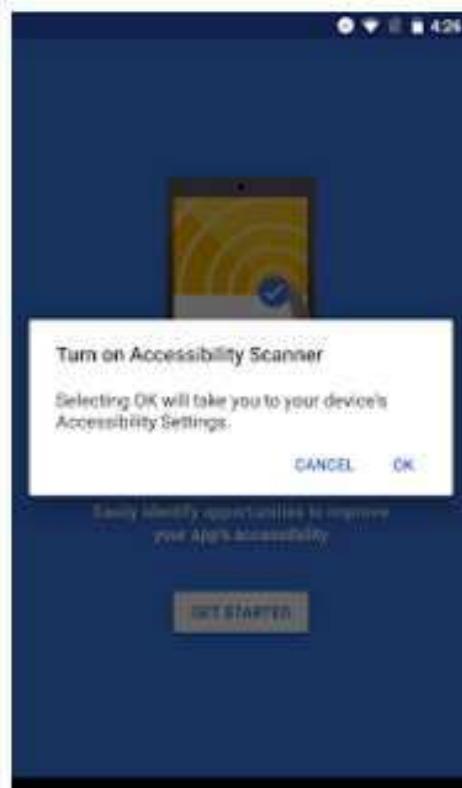 4:26
Turn on Accessibility Scanner
Selecting OK will take you to your device's
Accessibility Settings.
CANCEL OK
Easily identify opportunities to improve
your app's accessibility
GET STARTED